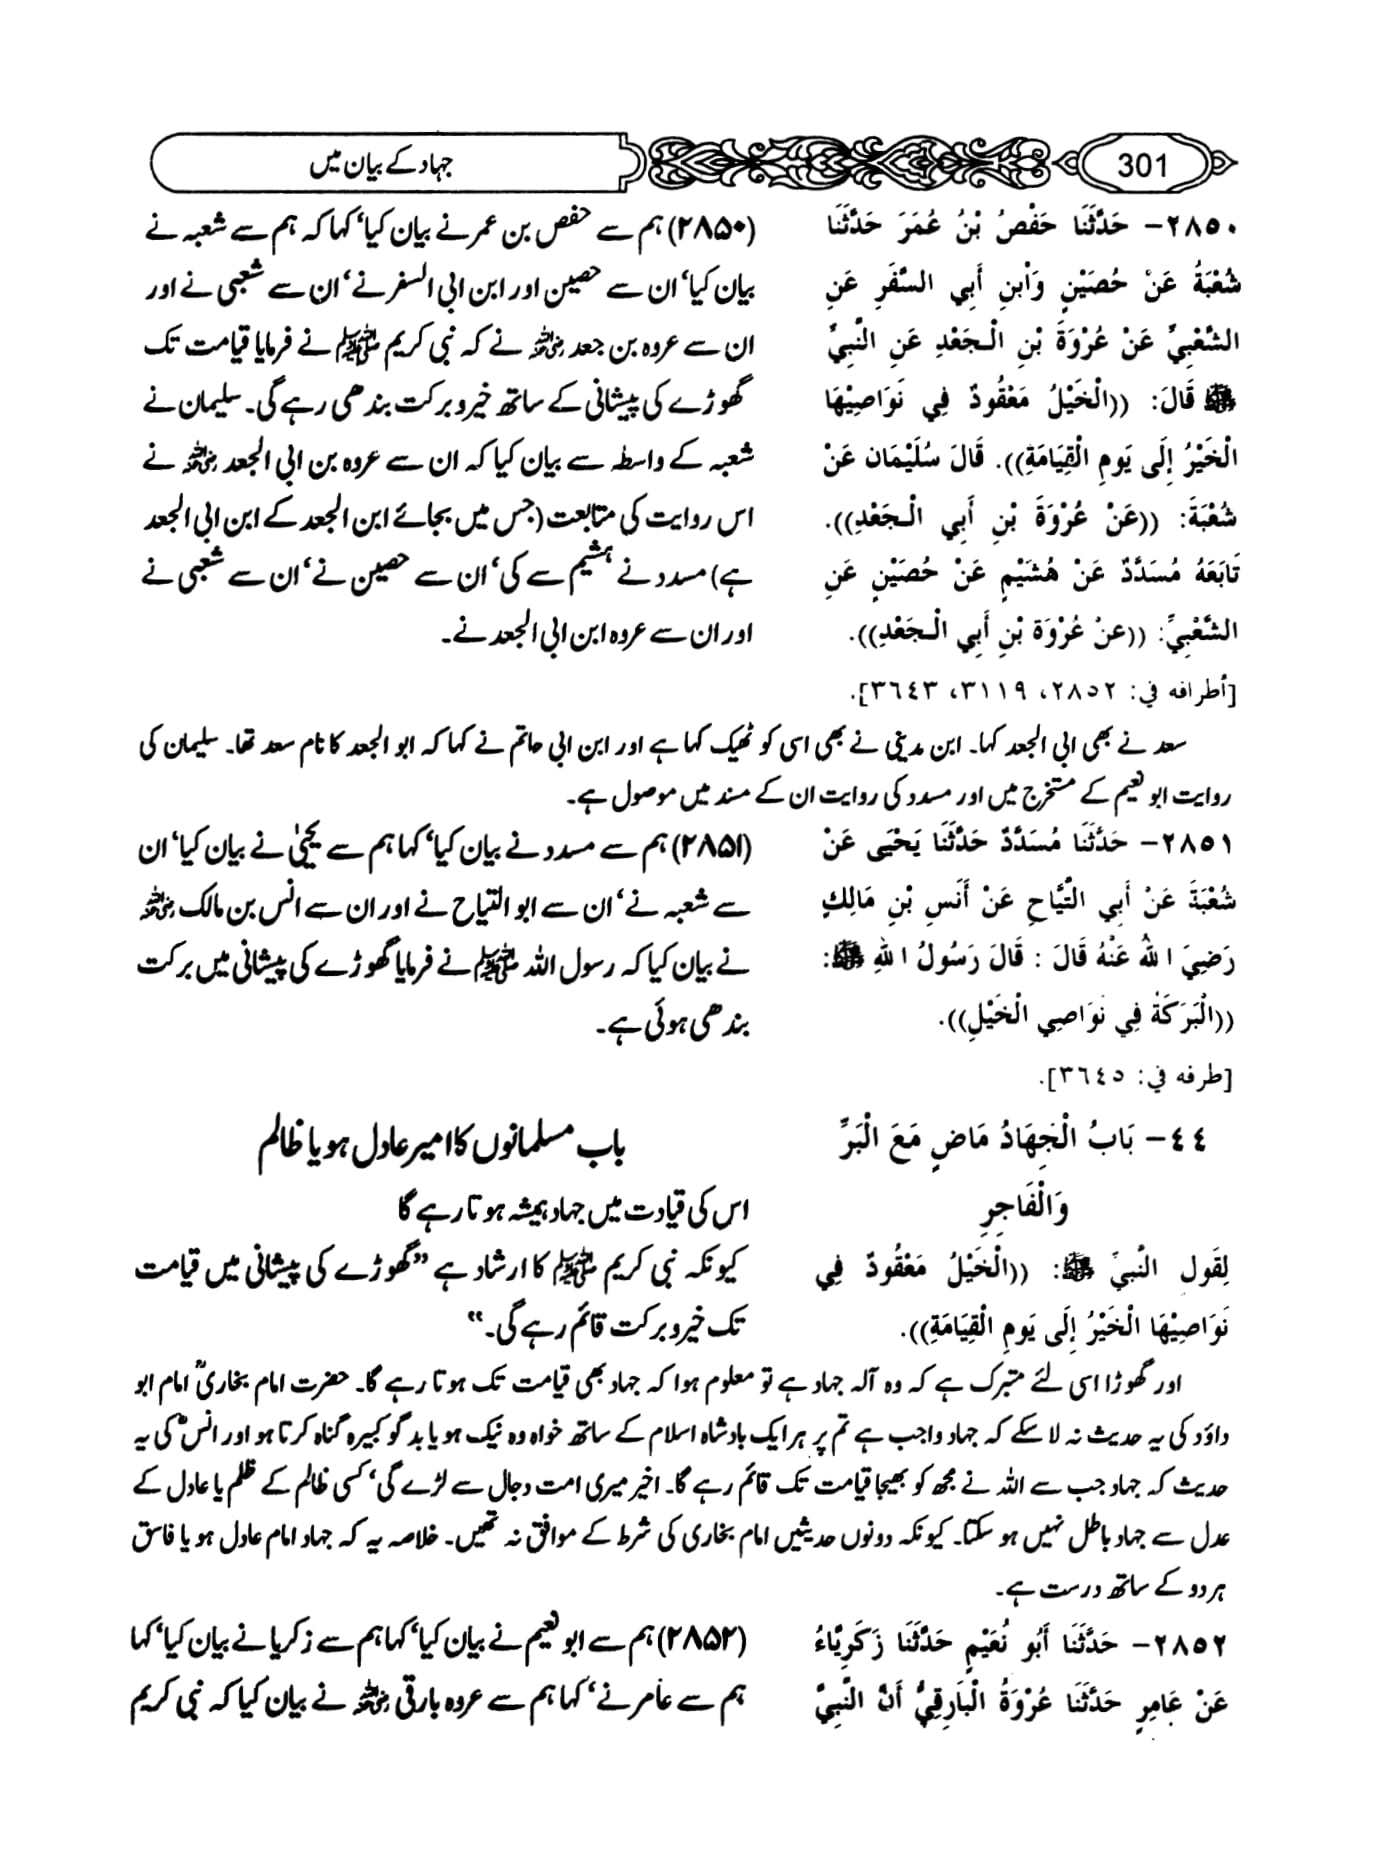 301
جہاد کے بیان میں
٢٨٥٠- حَدَّثَنَا حَفْصُ بْنُ عُمَرَ حَدَّثَنَا
شُعْبَةُ عَنْ حُصَيْنٍ وَابْنِ أَبِي السَّفَرِ عَنِ
الشَّعْبِيِّ عَنْ عُرْوَةَ بْنِ الْجَعْدِ عَنِ النَّبِيِّ
ﷺ قَالَ: ((الْخَيْلُ مَعْقُودٌ فِي نَوَاصِيْهَا
الْخَيْرُ إِلَى يَومِ الْقِيَامَةِ)). قَالَ سُلَيْمَان عَنْ
شُعْبَةَ: ((عَنْ عُرْوَةَ بْنِ أَبِي الْجَعْدِ)).
تَابَعَهُ مُسَدَّدٌ عَنْ هُشَيْمٍ عَنْ حُصَيْنٍ عَنِ
الشَّعْبِيِّ: ((عنْ عُرْوَة بْنِ أَبِي الْجَعْدِ)).
[أطرافه في: ٢٨٥٢، ٣١١٩، ٣٦٤٣].
(۲۸۵۰) ہم سے حفص بن عمر نے بیان کیا‘ کہا کہ ہم سے شعبہ نے
بیان کیا‘ ان سے حصین اور ابن ابی السفر نے‘ ان سے شعبی نے اور
ان سے عروہ بن جعد رضی اللہ عنہ نے کہ نبی کریم ﷺ نے فرمایا قیامت تک
گھوڑے کی پیشانی کے ساتھ خیر و برکت بندھی رہے گی۔ سلیمان نے
شعبہ کے واسطہ سے بیان کیا کہ ان سے عروہ بن ابی الجعد رضی اللہ عنہ نے
اس روایت کی متابعت (جس میں بجائے ابن الجعد کے ابن ابی الجعد
ہے) مسدد نے ہشیم سے کی‘ ان سے حصین نے‘ ان سے شعبی نے
اور ان سے عروہ ابن ابی الجعد نے۔
سعد نے بھی ابی الجعد کہا۔ ابن مدینی نے بھی اسی کو ٹھیک کہا ہے اور ابن ابی حاتم نے کہا کہ ابو الجعد کا نام سعد تھا۔ سلیمان کی
روایت ابو نعیم کے مستخرج میں اور مسدد کی روایت ان کے مسند میں موصول ہے۔
٢٨٥١- حَدَّثَنَا مُسَدَّدٌ حَدَّثَنَا يَحْيَى عَنْ
شُعْبَةَ عَنْ أَبِي التَّيَّاحِ عَنْ أَنَسِ بْنِ مَالِكٍ
رَضِيَ اللهُ عَنْهُ قَالَ : قَالَ رَسُولُ اللهِ ﷺ:
((الْبَرَكَةُ فِي نَوَاصِي الْخَيْلِ)).
[طرفه في: ٣٦٤٥].
(۲۸۵۱) ہم سے مسدد نے بیان کیا‘ کہا ہم سے یحییٰ نے بیان کیا‘ ان
سے شعبہ نے‘ ان سے ابو التیاح نے اور ان سے انس بن مالک رضی اللہ عنہ
نے بیان کیا کہ رسول اللہ ﷺ نے فرمایا گھوڑے کی پیشانی میں برکت
بندھی ہوئی ہے۔
٤٤- بَابُ الْجِهَادُ مَاضٍ مَعَ الْبَرِّ
وَالْفَاجِرِ
لِقَولِ النَّبِيِّ ﷺ: ((الْخَيْلُ مَعْقُودٌ فِي
نَوَاصِيْهَا الْخَيْرُ إِلَى يَومِ الْقِيَامَةِ)).
باب مسلمانوں کا امیر عادل ہو یا ظالم
اس کی قیادت میں جہاد ہمیشہ ہوتا رہے گا
کیونکہ نبی کریم ﷺ کا ارشاد ہے ”گھوڑے کی پیشانی میں قیامت
تک خیر و برکت قائم رہے گی۔“
اور گھوڑا اسی لئے متبرک ہے کہ وہ آلہ جہاد ہے تو معلوم ہوا کہ جہاد بھی قیامت تک ہوتا رہے گا۔ حضرت امام بخاریؒ امام ابو
داؤد کی یہ حدیث نہ لا سکے کہ جہاد واجب ہے تم پر ہر ایک بادشاہ اسلام کے ساتھ خواہ وہ نیک ہو یا بد گو کبیرہ گناہ کرتا ہو اور انسؓ کی یہ
حدیث کہ جہاد جب سے اللہ نے مجھ کو بھیجا قیامت تک قائم رہے گا۔ اخیر میری امت دجال سے لڑے گی‘ کسی ظالم کے ظلم یا عادل کے
عدل سے جہاد باطل نہیں ہو سکتا۔ کیونکہ دونوں حدیثیں امام بخاری کی شرط کے موافق نہ تھیں۔ خلاصہ یہ کہ جہاد امام عادل ہو یا فاسق
ہر دو کے ساتھ درست ہے۔
٢٨٥٢- حَدَّثَنَا أَبُو نُعَيْمٍ حَدَّثَنَا زَكَرِيَّاءُ
عَنْ عَامِرٍ حَدَّثَنَا عُرْوَةُ الْبَارِقِيُّ أَنَّ النَّبِيَّ
(۲۸۵۲) ہم سے ابو نعیم نے بیان کیا‘ کہا ہم سے زکریا نے بیان کیا‘ کہا
ہم سے عامر نے‘ کہا ہم سے عروہ بارقی رضی اللہ عنہ نے بیان کیا کہ نبی کریم